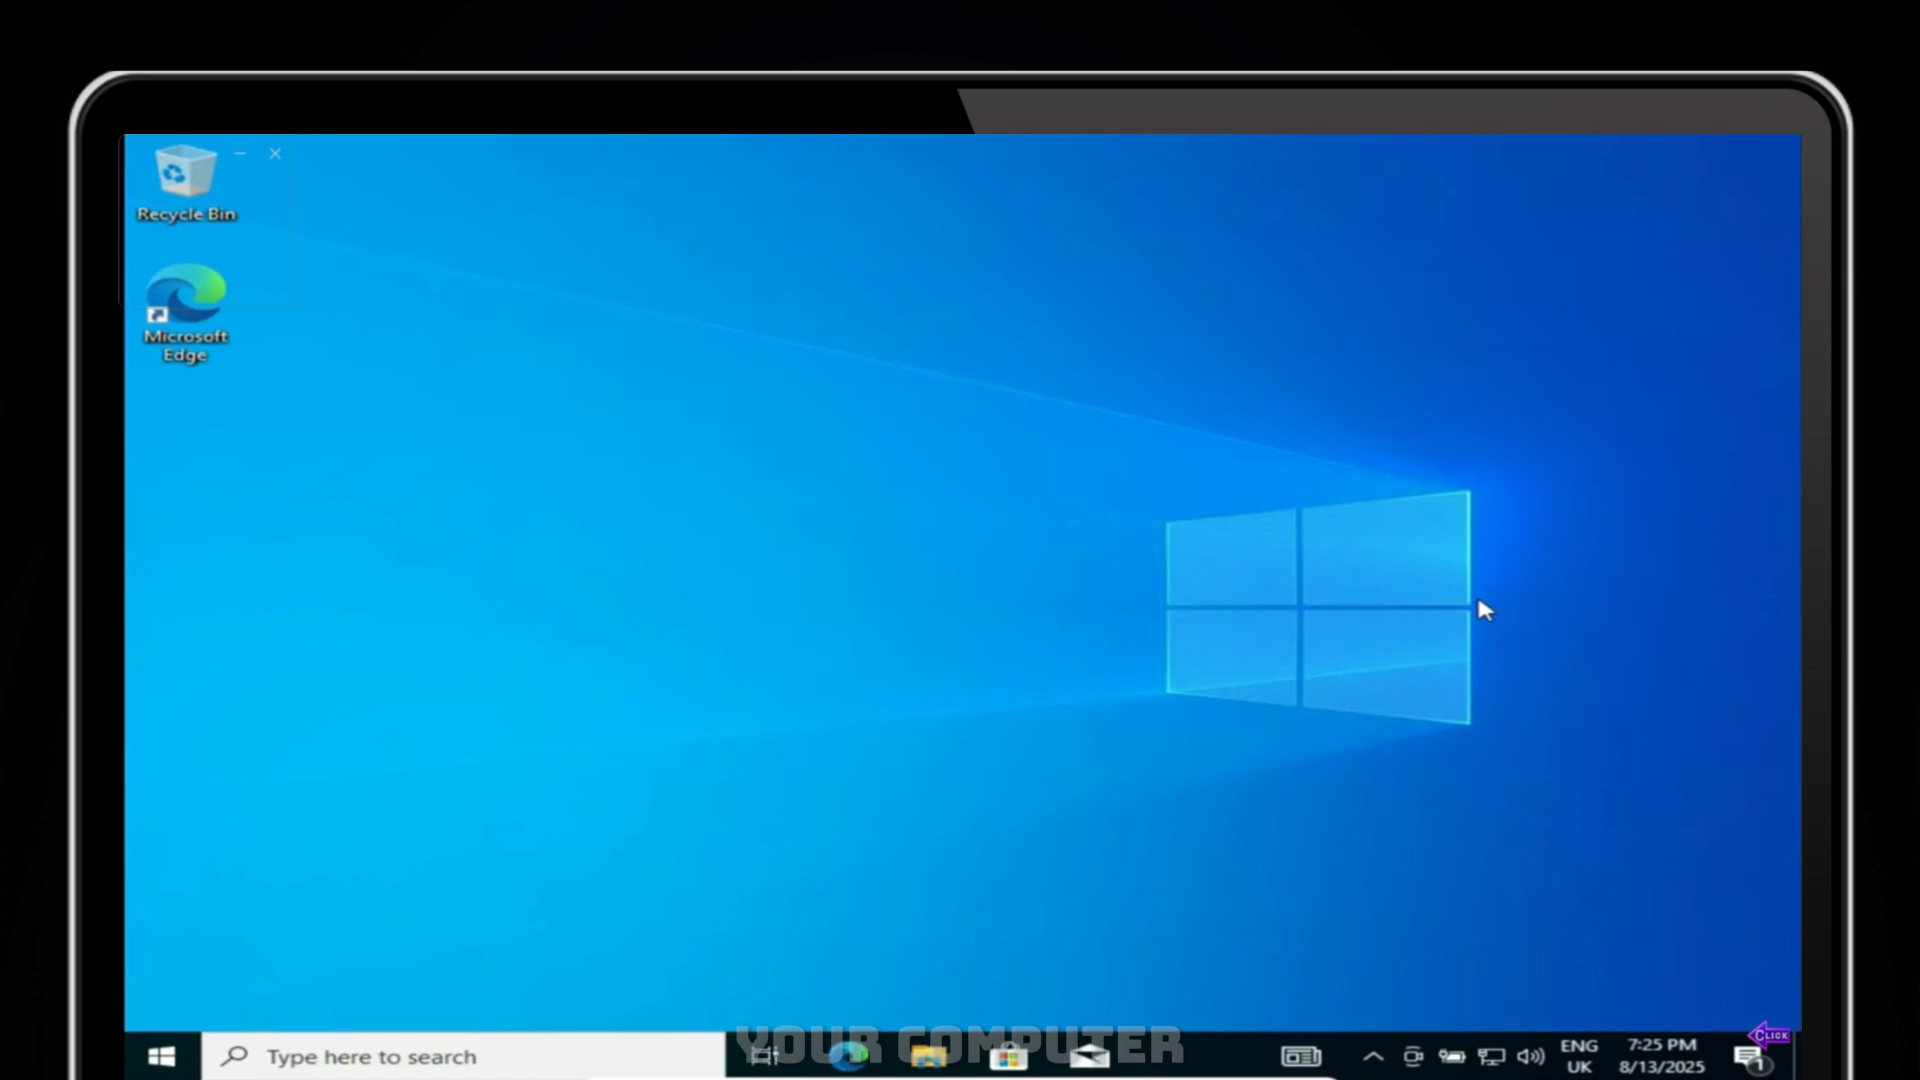 Recycle Bin
Microsoft
Edge
Type here to search
YOUR COMPUTER
ENG
UK
7:25 PM
8/13/2025
CLICK
1